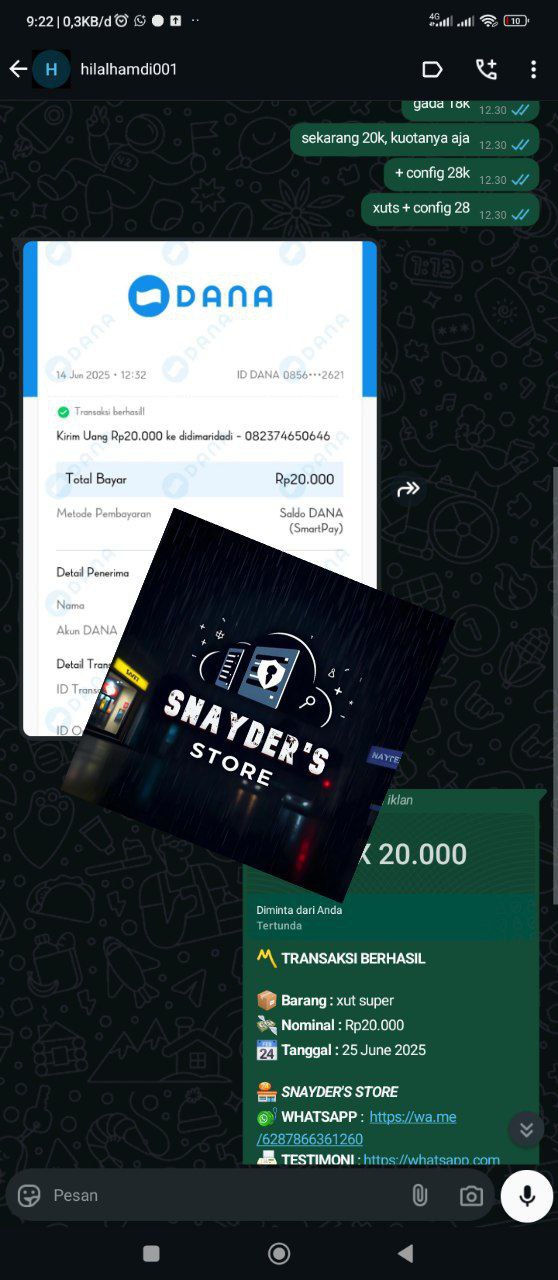 9:22 | 0,3KB/d
4G
10
H
hilalhamdi001
gada 18k 12.30
sekarang 20k, kuotanya aja 12.30
+ config 28k 12.30
xuts + config 28 12.30
DANA
14 Jun 2025 • 12:32 ID DANA 0856•••2621
Transaksi berhasil!
Kirim Uang Rp20.000 ke didimaridadi - 082374650646
Total Bayar Rp20.000
Metode Pembayaran Saldo DANA
(SmartPay)
Detail Penerima
Nama
Akun DANA
Detail Trans
ID Trans
ID O
SNAYDER'S
STORE
iklan
X 20.000
Diminta dari Anda
Tertunda
TRANSAKSI BERHASIL
Barang : xut super
Nominal : Rp20.000
24 Tanggal : 25 June 2025
SNAYDER'S STORE
WHATSAPP : https://wa.me
/6287866361260
TESTIMONI : https://whatsapp.com
Pesan